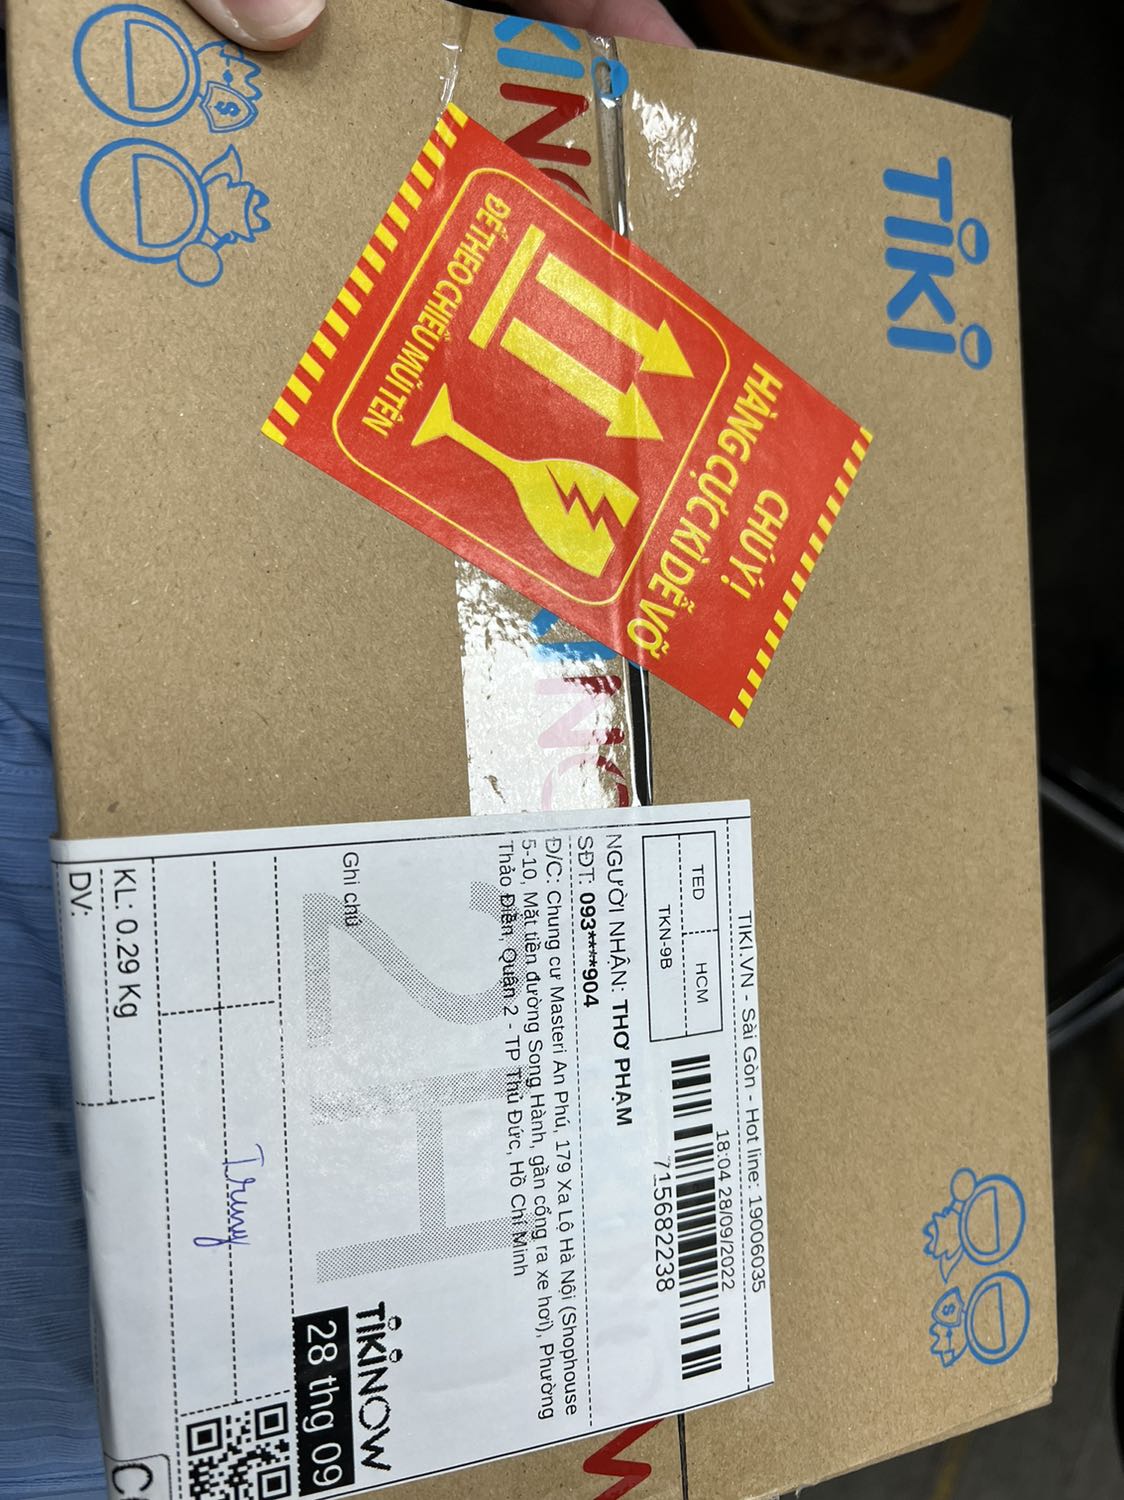 TIKI
TIKINOW
CHÚ Ý!
HÀNG CỰC KÌ DỄ VỠ
ĐỂ THEO CHIỀU MŨI TÊN
TIKI.VN - Sài Gòn - Hot line: 19006035
TED HCM
TKN-9B
18:04 28/09/2022
715682238
NGƯỜI NHẬN: THƠ PHẠM
SĐT: 093****904
Đ/C: Chung cư Masteri An Phú, 179 Xa Lộ Hà Nội (Shophouse
5-10, Mặt tiền đường Song Hành, gần cổng ra xe hơi), Phường
Thảo Điền, Quận 2 - TP Thủ Đức, Hồ Chí Minh
2H
Ghi chú
TIKINOW
28 thg 09
Trung
KL: 0.29 Kg
DV: